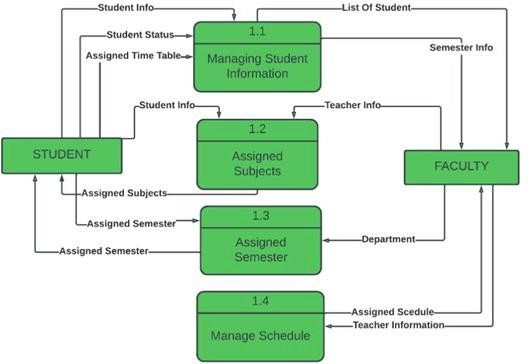 Student Info
List Of Student
Student Status
1.1
Semester Info
Assigned Time Table
Managing Student
Information
Student Info
Teacher Info
1.2
STUDENT
Assigned
Subjects
FACULTY
Assigned Subjects
1.3
Assigned Semester
Department
Assigned
Semester
Assigned Semester
1.4
Assigned Scedule
Teacher Information
Manage Schedule